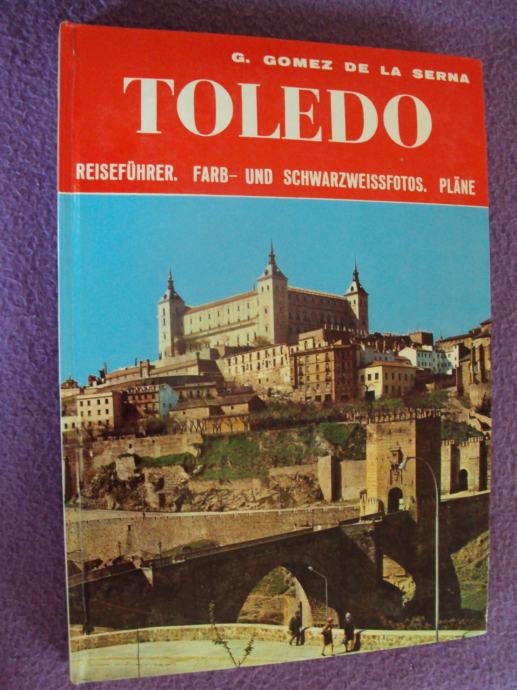 G. GOMEZ DE LA SERNA
TOLEDO
REISEFÜHRER. FARB- UND SCHWARZWEISSFOTOS. PLÄNE